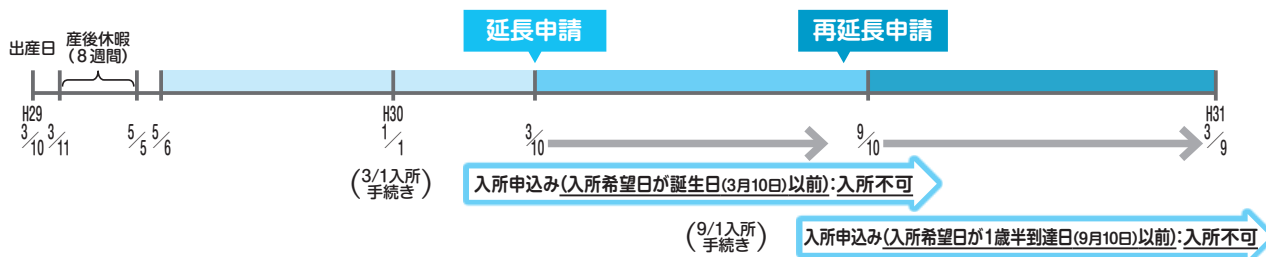 延長申請
再延長申請
出産日
産後休暇
(8週間)
H29
3/10
3/11
5/5
5/6
H30
1/1
3/10
9/10
H31
3/9
(3/1入所
手続き)
入所申込み(入所希望日が誕生日(3月10日)以前):入所不可
(9/1入所
手続き)
入所申込み(入所希望日が1歳半到達日(9月10日)以前):入所不可